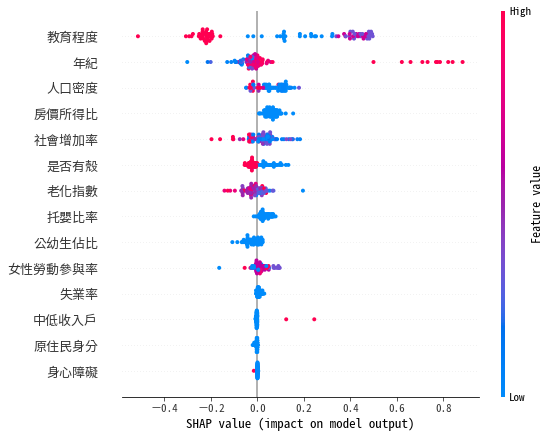 High
教育程度
年紀
人口密度
房價所得比
社會增加率
是否有殼
老化指數
托嬰比率
公幼生佔比
女性勞動參與率
失業率
中低收入戶
原住民身分
身心障礙
Feature value
Low
−0.4 −0.2 0.0 0.2 0.4 0.6 0.8
SHAP value (impact on model output)